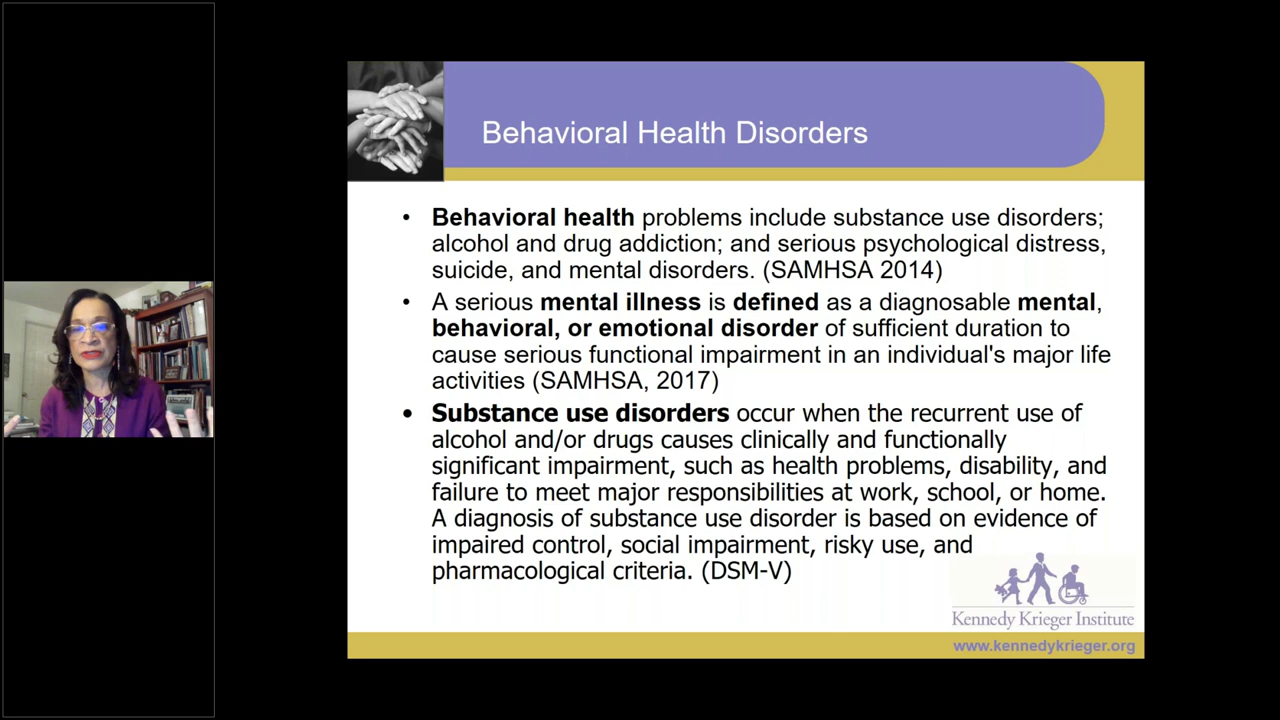 Behavioral Health Disorders
• Behavioral health problems include substance use disorders;
alcohol and drug addiction; and serious psychological distress,
suicide, and mental disorders. (SAMHSA 2014)
• A serious mental illness is defined as a diagnosable mental,
behavioral, or emotional disorder of sufficient duration to
cause serious functional impairment in an individual's major life
activities (SAMHSA, 2017)
• Substance use disorders occur when the recurrent use of
alcohol and/or drugs causes clinically and functionally
significant impairment, such as health problems, disability, and
failure to meet major responsibilities at work, school, or home.
A diagnosis of substance use disorder is based on evidence of
impaired control, social impairment, risky use, and
pharmacological criteria. (DSM-V)
Kennedy Krieger Institute
www.kennedykrieger.org